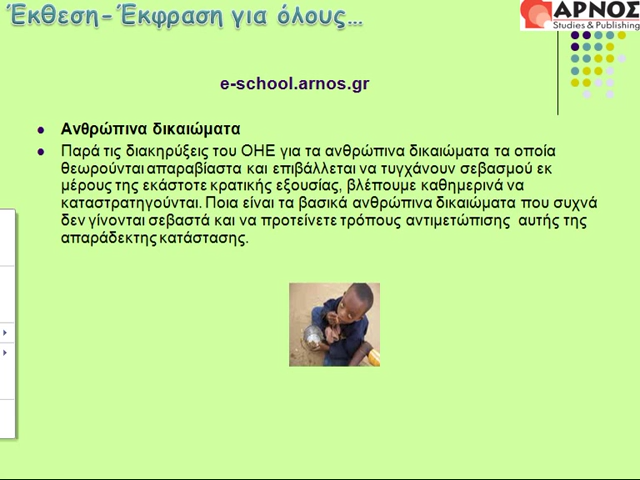 Έκθεση-Έκφραση για όλους…
ΑΡΝΟΣ
Studies & Publishing
e-school.arnos.gr
Ανθρώπινα δικαιώματα
Παρά τις διακηρύξεις του ΟΗΕ για τα ανθρώπινα δικαιώματα τα οποία
θεωρούνται απαραβίαστα και επιβάλλεται να τυγχάνουν σεβασμού εκ
μέρους της εκάστοτε κρατικής εξουσίας, βλέπουμε καθημερινά να
καταστρατηγούνται. Ποια είναι τα βασικά ανθρώπινα δικαιώματα που συχνά
δεν γίνονται σεβαστά και να προτείνετε τρόπους αντιμετώπισης αυτής της
απαράδεκτης κατάστασης.